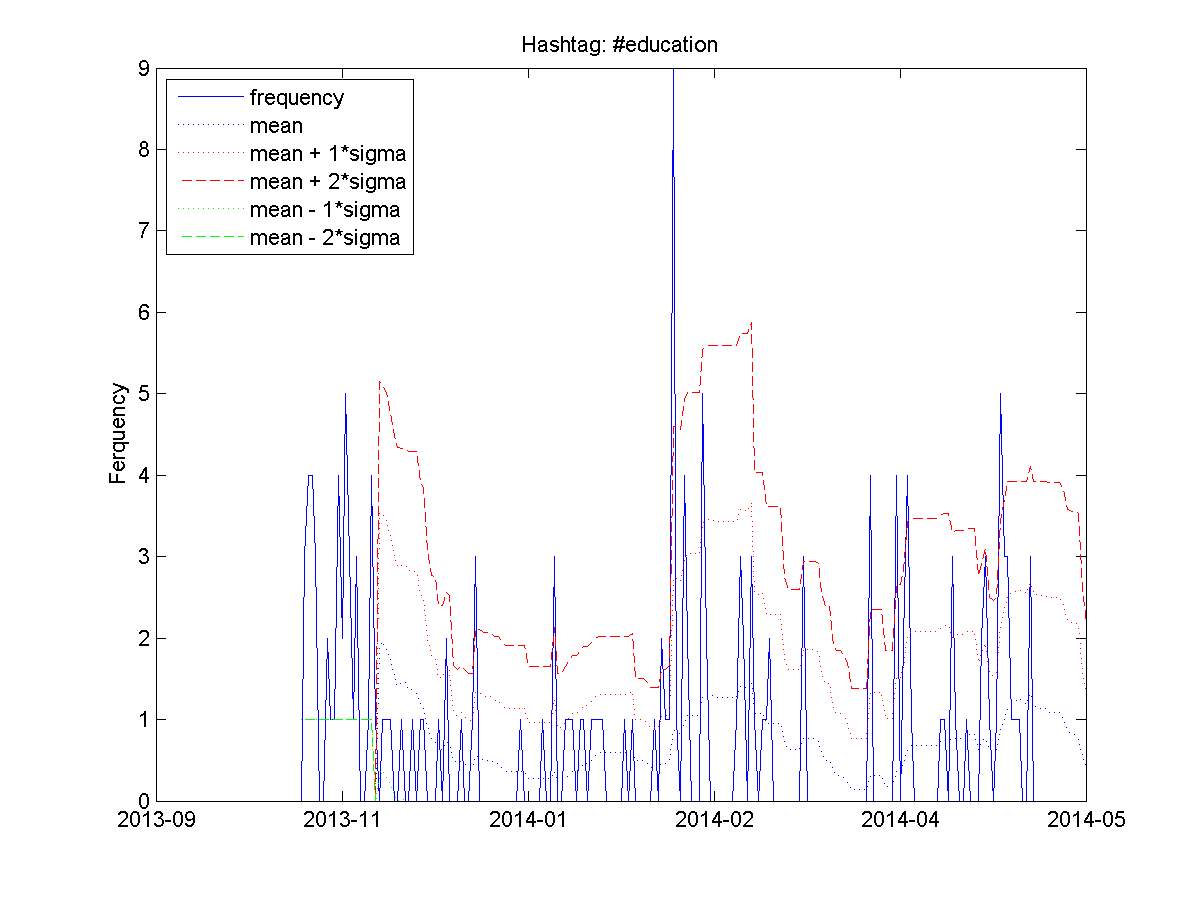 Hashtag: #education
9
8
7
6
5
4
3
2
1
0
Ferquency
frequency
mean
mean + 1*sigma
mean + 2*sigma
mean - 1*sigma
mean - 2*sigma
2013-09 2013-11 2014-01 2014-02 2014-04 2014-05